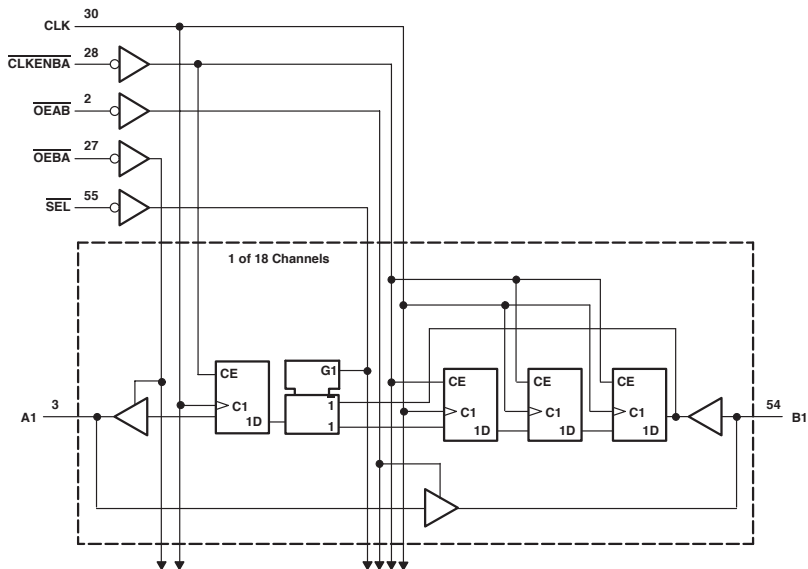 CLK 30
CLKENBA 28
OEAB 2
OEBA 27
SEL 55
1 of 18 Channels
G1
CE
C1
1D
1
1
CE
C1
1D
CE
C1
1D
CE
C1
1D
A1 3
54 B1